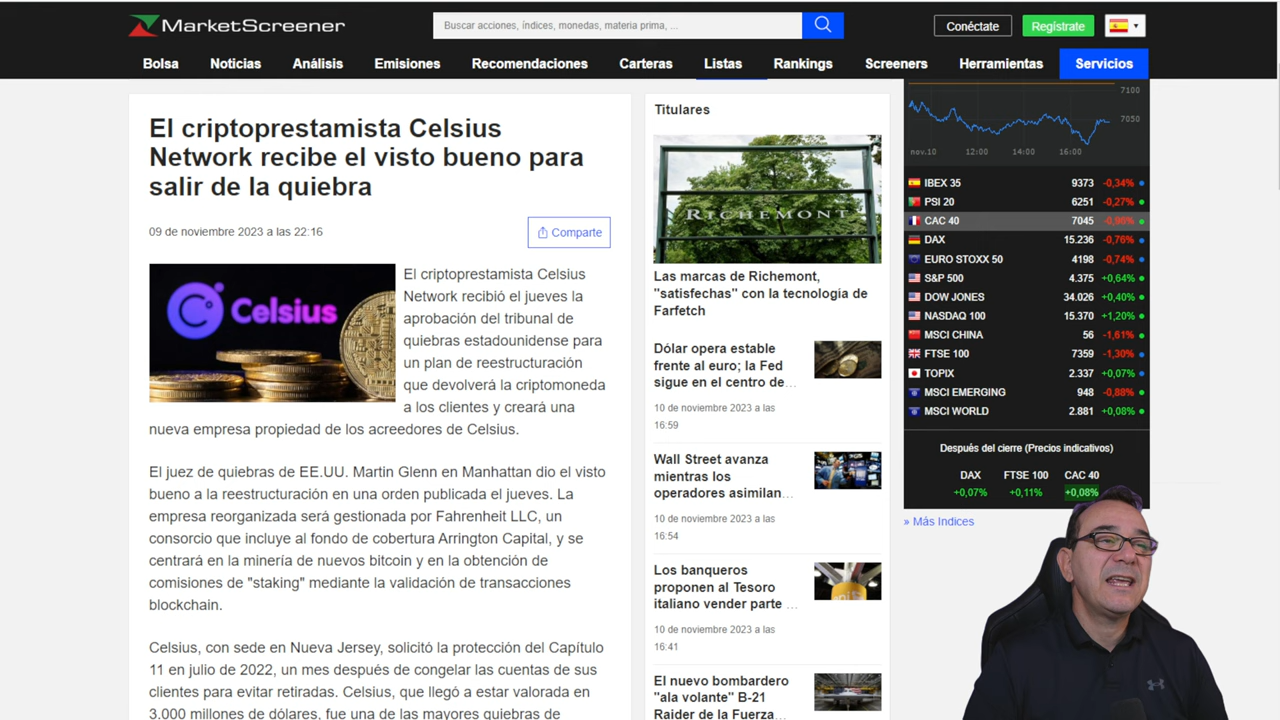 MarketScreener
Buscar acciones, índices, monedas, materia prima, ...
Conéctate
Regístrate
Bolsa
Noticias
Análisis
Emisiones
Recomendaciones
Carteras
Listas
Rankings
Screeners
Herramientas
Servicios
El criptoprestamista Celsius
Network recibe el visto bueno para
salir de la quiebra
09 de noviembre 2023 a las 22:16
Comparte
Celsius
El criptoprestamista Celsius
Network recibió el jueves la
aprobación del tribunal de
quiebras estadounidense para
un plan de reestructuración
que devolverá la criptomoneda
a los clientes y creará una
nueva empresa propiedad de los acreedores de Celsius.
El juez de quiebras de EE.UU. Martin Glenn en Manhattan dio el visto
bueno a la reestructuración en una orden publicada el jueves. La
empresa reorganizada será gestionada por Fahrenheit LLC, un
consorcio que incluye al fondo de cobertura Arrington Capital, y se
centrará en la minería de nuevos bitcoin y en la obtención de
comisiones de "staking" mediante la validación de transacciones
blockchain.
Celsius, con sede en Nueva Jersey, solicitó la protección del Capítulo
11 en julio de 2022, un mes después de congelar las cuentas de sus
clientes para evitar retiradas. Celsius, que llegó a estar valorada en
3.000 millones de dólares, fue una de las mayores quiebras de
Titulares
RICHEMONT
Las marcas de Richemont,
"satisfechas" con la tecnología de
Farfetch
Dólar opera estable
frente al euro; la Fed
sigue en el centro de...
10 de noviembre 2023 a las
16:59
Wall Street avanza
mientras los
operadores asimilan...
10 de noviembre 2023 a las
16:54
Los banqueros
proponen al Tesoro
italiano vender parte ...
10 de noviembre 2023 a las
16:41
El nuevo bombardero
"ala volante" B-21
Raider de la Fuerza...
7100
7050
nov.10 12:00 14:00 16:00
IBEX 35 9373 -0,34%
PSI 20 6251 -0,27%
CAC 40 7045 -0,98%
DAX 15.236 -0,76%
EURO STOXX 50 4198 -0,74%
S&P 500 4.375 +0,64%
DOW JONES 34.026 +0,40%
NASDAQ 100 15.370 +1,20%
MSCI CHINA 56 -1,61%
FTSE 100 7359 -1,30%
TOPIX 2.337 +0,07%
MSCI EMERGING 948 -0,88%
MSCI WORLD 2.881 +0,08%
Después del cierre (Precios indicativos)
DAX FTSE 100 CAC 40
+0,07% +0,11% +0,08%
» Más Indices